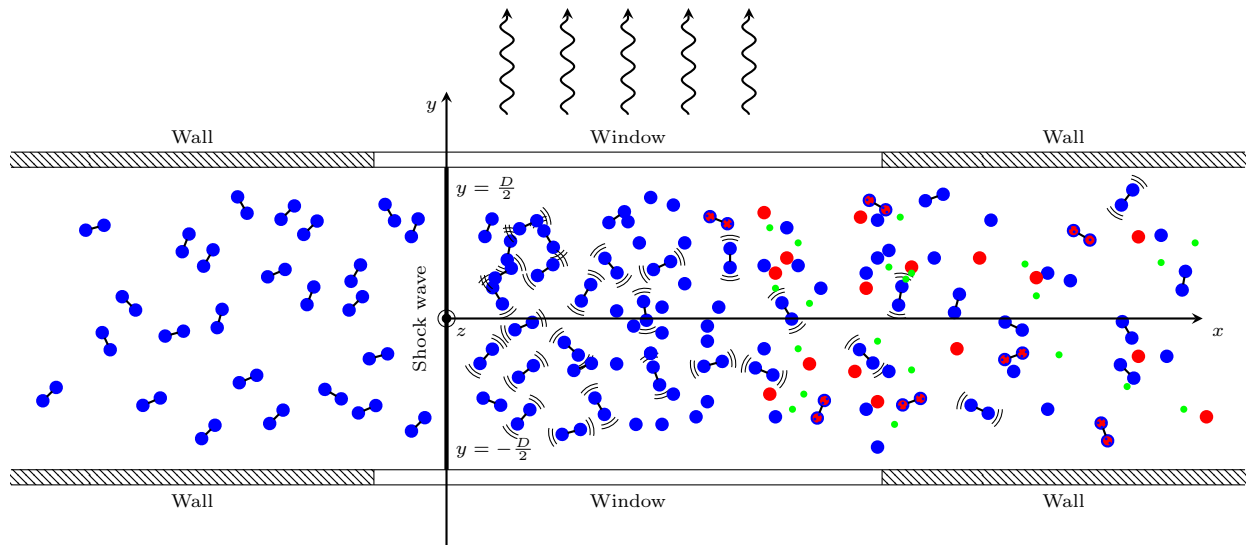 Wall
Window
Wall
y
y = D/2
Shock wave
z
x
y = -D/2
Wall
Window
Wall